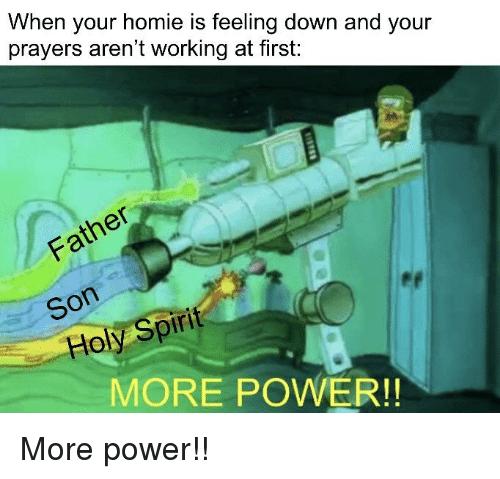 When your homie is feeling down and your
prayers aren't working at first:
Father
Son
Holy Spirit
MORE POWER!!
More power!!